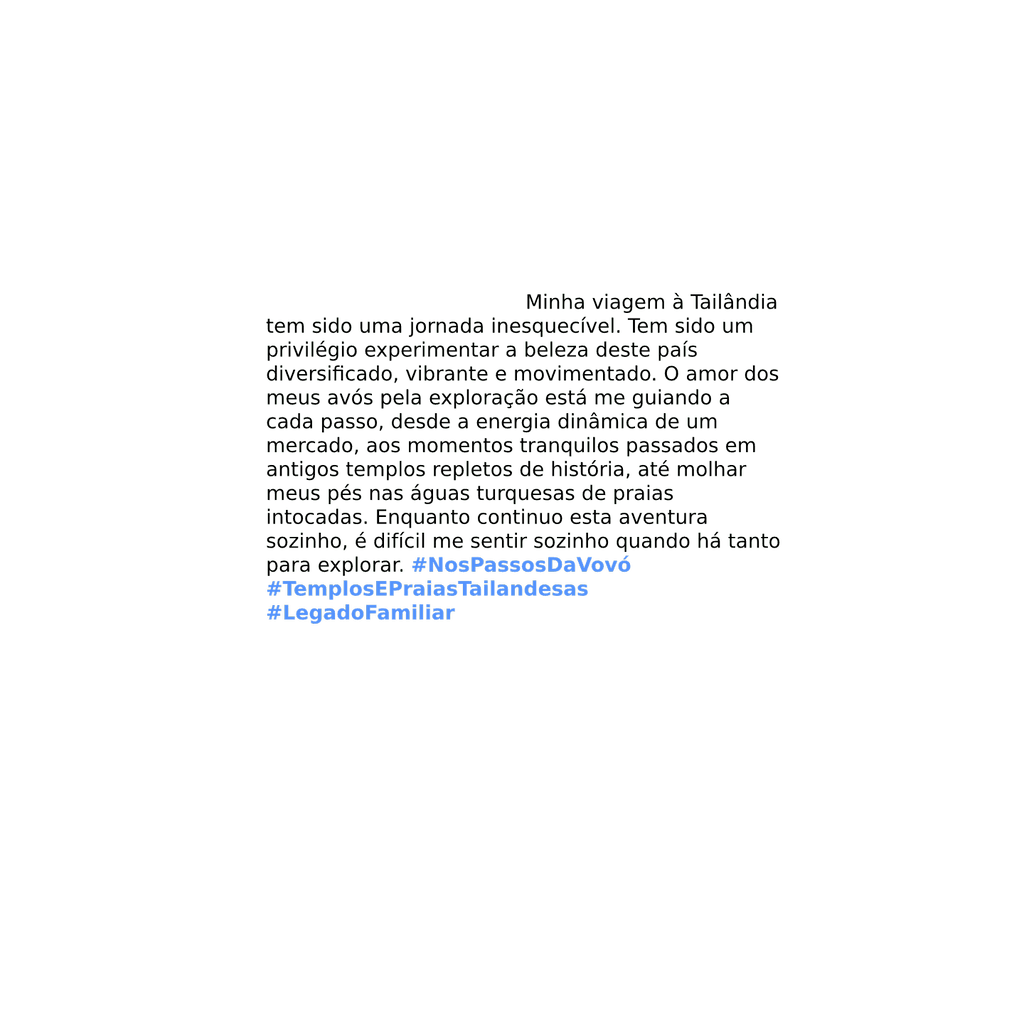 Minha viagem à Tailândia
tem sido uma jornada inesquecível. Tem sido um
privilégio experimentar a beleza deste país
diversificado, vibrante e movimentado. O amor dos
meus avós pela exploração está me guiando a
cada passo, desde a energia dinâmica de um
mercado, aos momentos tranquilos passados em
antigos templos repletos de história, até molhar
meus pés nas águas turquesas de praias
intocadas. Enquanto continuo esta aventura
sozinho, é difícil me sentir sozinho quando há tanto
para explorar. #NosPassosDaVovó
#TemplosEPraiasTailandesas
#LegadoFamiliar